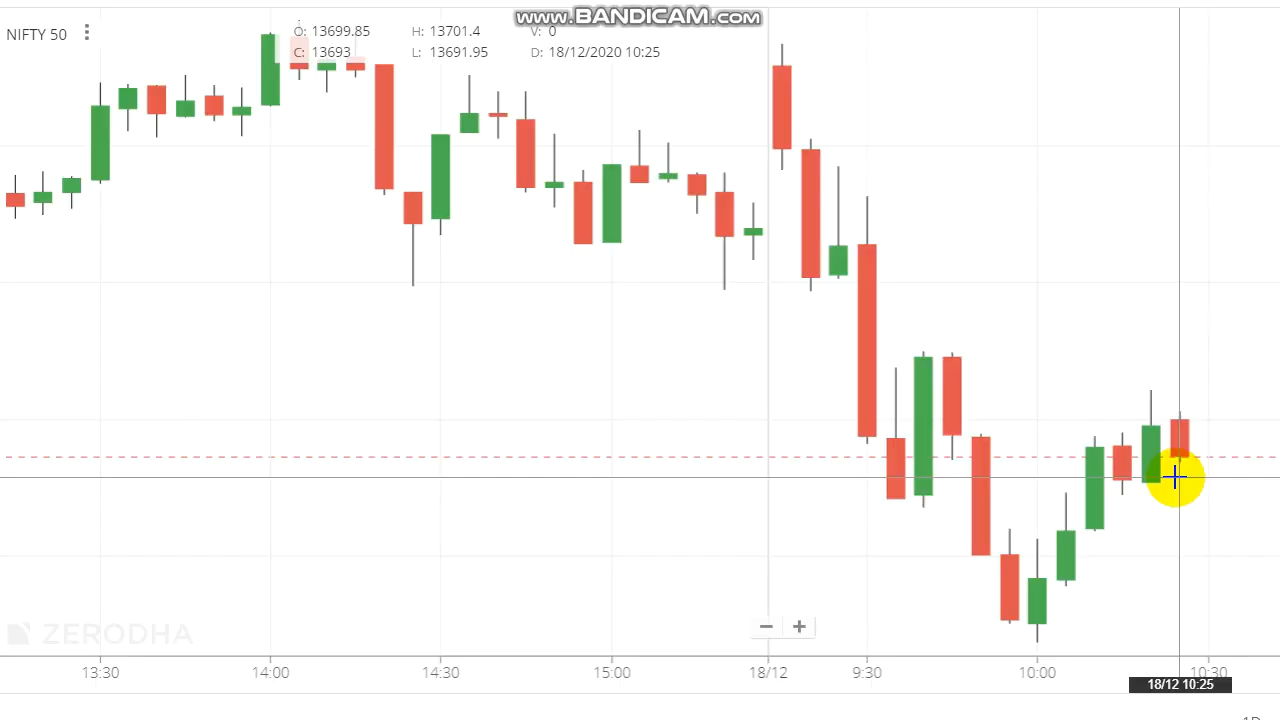 www.BANDICAM.com
NIFTY 50
O: 13699.85 H: 13701.4 V: 0
C: 13693 L: 13691.95 D: 18/12/2020 10:25
ZERODHA
13:30 14:00 14:30 15:00 18/12 9:30 10:00 10:30
18/12 10:25